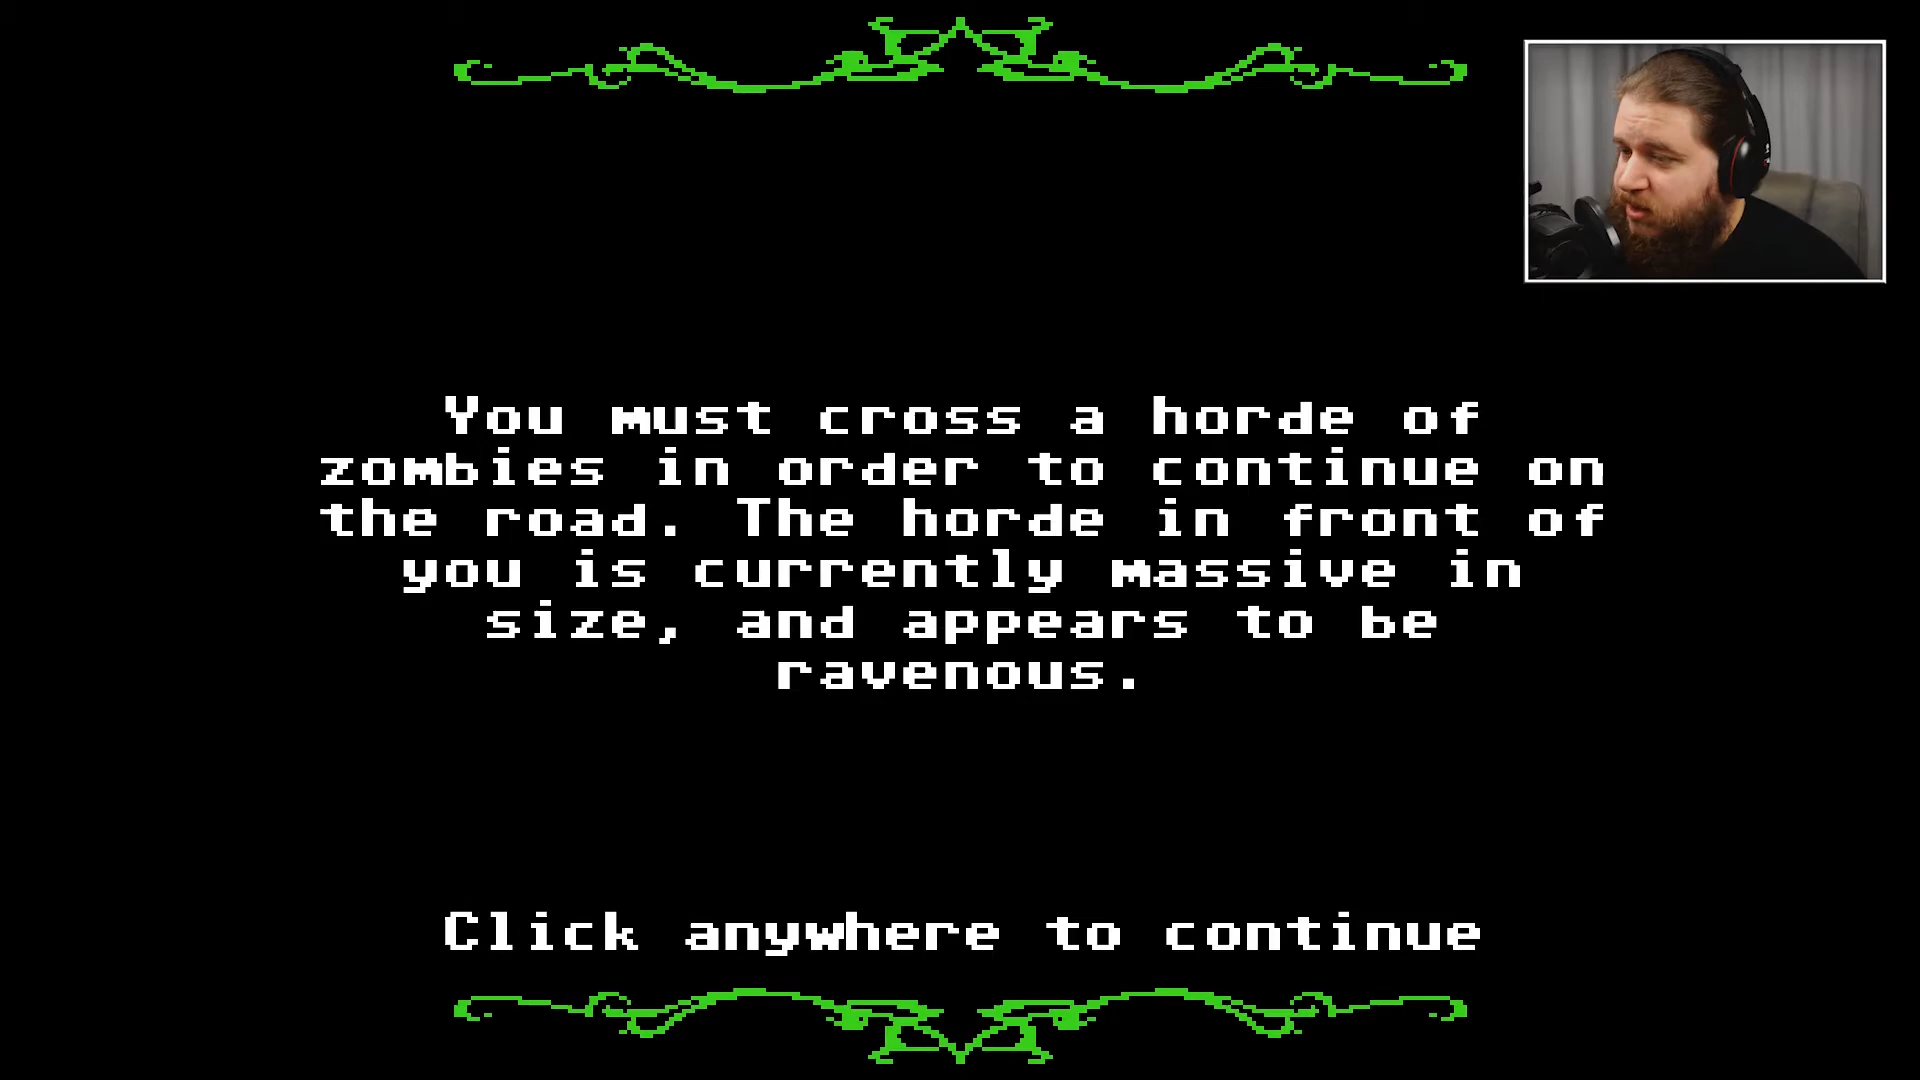 You must cross a horde of
zombies in order to continue on
the road. The horde in front of
you is currently massive in
size, and appears to be
ravenous.
Click anywhere to continue